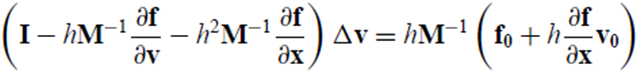 (𝐈 − h𝐌⁻¹ ∂𝐟/∂𝐯 − h²𝐌⁻¹ ∂𝐟/∂𝐱) Δ𝐯 = h𝐌⁻¹ (𝐟₀ + h ∂𝐟/∂𝐱 𝐯₀)